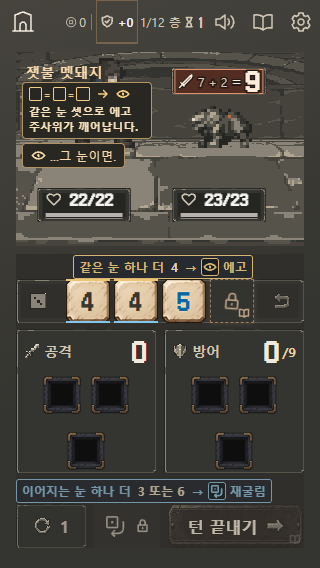 0 +0 1/12 층 1
잿불 멧돼지
7 + 2 = 9
□=□=□ →
같은 눈 셋으로 에고
주사위가 깨어납니다.
...그 눈이면.
22/22 23/23
같은 눈 하나 더 4 → 에고
4 4 5
공격 0 방어 0/9
이어지는 눈 하나 더 3 또는 6 → 재굴림
1 턴 끝내기